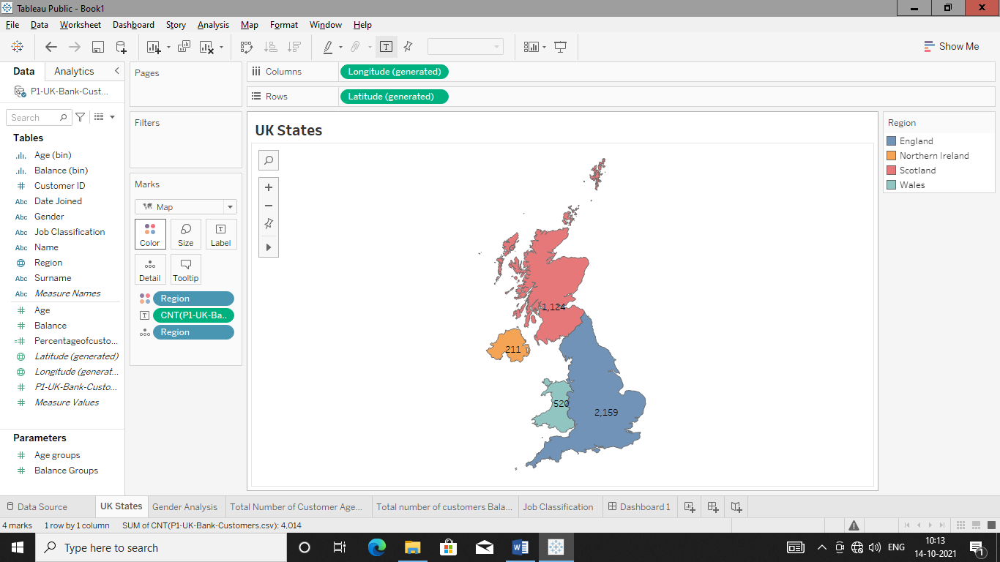 Tableau Public - Book1
File Data Worksheet Dashboard Story Analysis Map Format Window Help
Show Me
Data Analytics
P1-UK-Bank-Cust...
Search
Tables
Age (bin)
Balance (bin)
Customer ID
Abc Date Joined
Abc Gender
Abc Job Classification
Abc Name
Region
Abc Surname
Abc Measure Names
Age
Balance
Percentageofcusto...
Latitude (generated)
Longitude (generat...
P1-UK-Bank-Custo...
Measure Values
Parameters
Age groups
Balance Groups
Pages
Filters
Marks
Map
Color Size Label
Detail Tooltip
Region
CNT(P1-UK-Ba..
Region
Columns Longitude (generated)
Rows Latitude (generated)
UK States
1,124
211
520
2,159
Region
England
Northern Ireland
Scotland
Wales
Data Source UK States Gender Analysis Total Number of Customer Age... Total number of customers Bala... Job Classification Dashboard 1
4 marks 1 row by 1 column SUM of CNT(P1-UK-Bank-Customers.csv): 4,014
Type here to search
ENG
10:13
14-10-2021
1